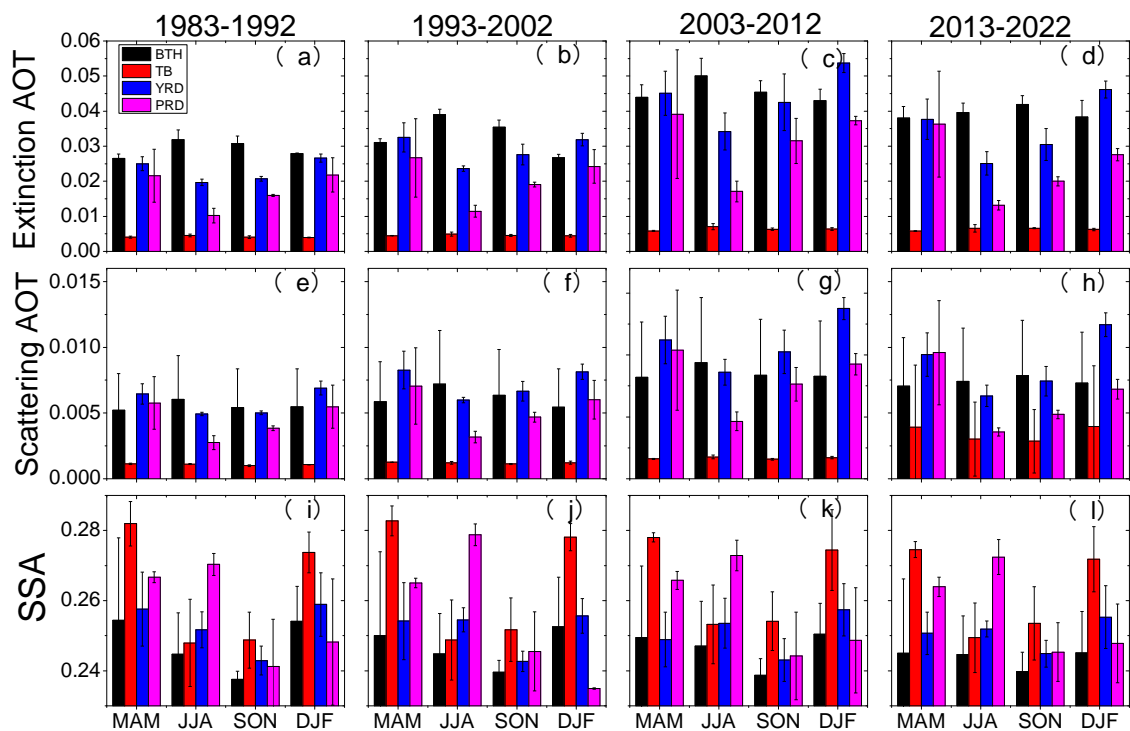 1983-1992 1993-2002 2003-2012 2013-2022
Extinction AOT
0.06
0.05
0.04
0.03
0.02
0.01
0.00
BTH
TB
YRD
PRD
( a) ( b) ( c) ( d)
Scattering AOT
0.015
0.010
0.005
0.000
( e) ( f) ( g) ( h)
SSA
0.28
0.26
0.24
( i) ( j) ( k) ( l)
MAM JJA SON DJF MAM JJA SON DJF MAM JJA SON DJF MAM JJA SON DJF